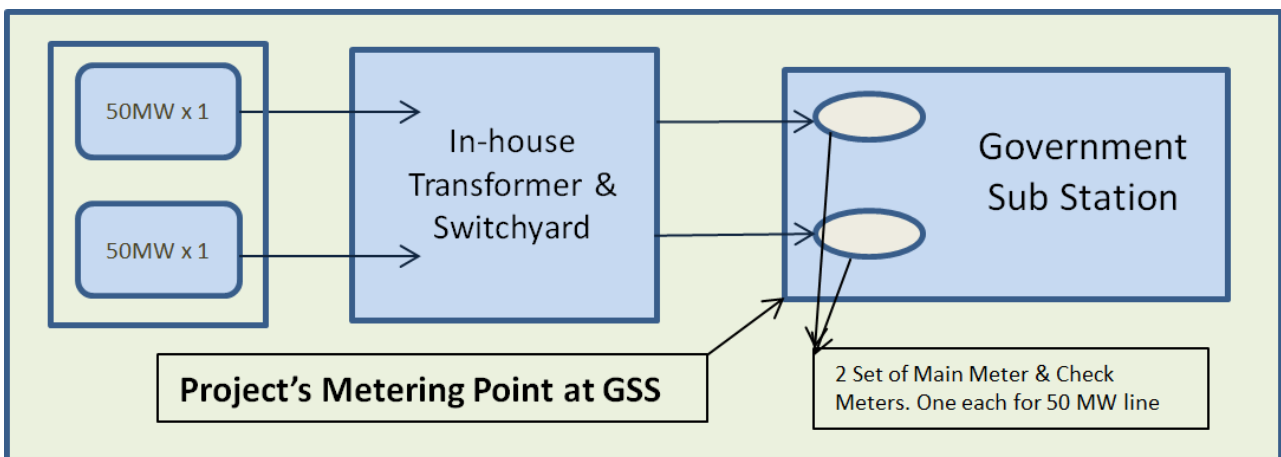 50MW x 1
50MW x 1
In-house
Transformer &
Switchyard
Government
Sub Station
Project's Metering Point at GSS
2 Set of Main Meter & Check
Meters. One each for 50 MW line